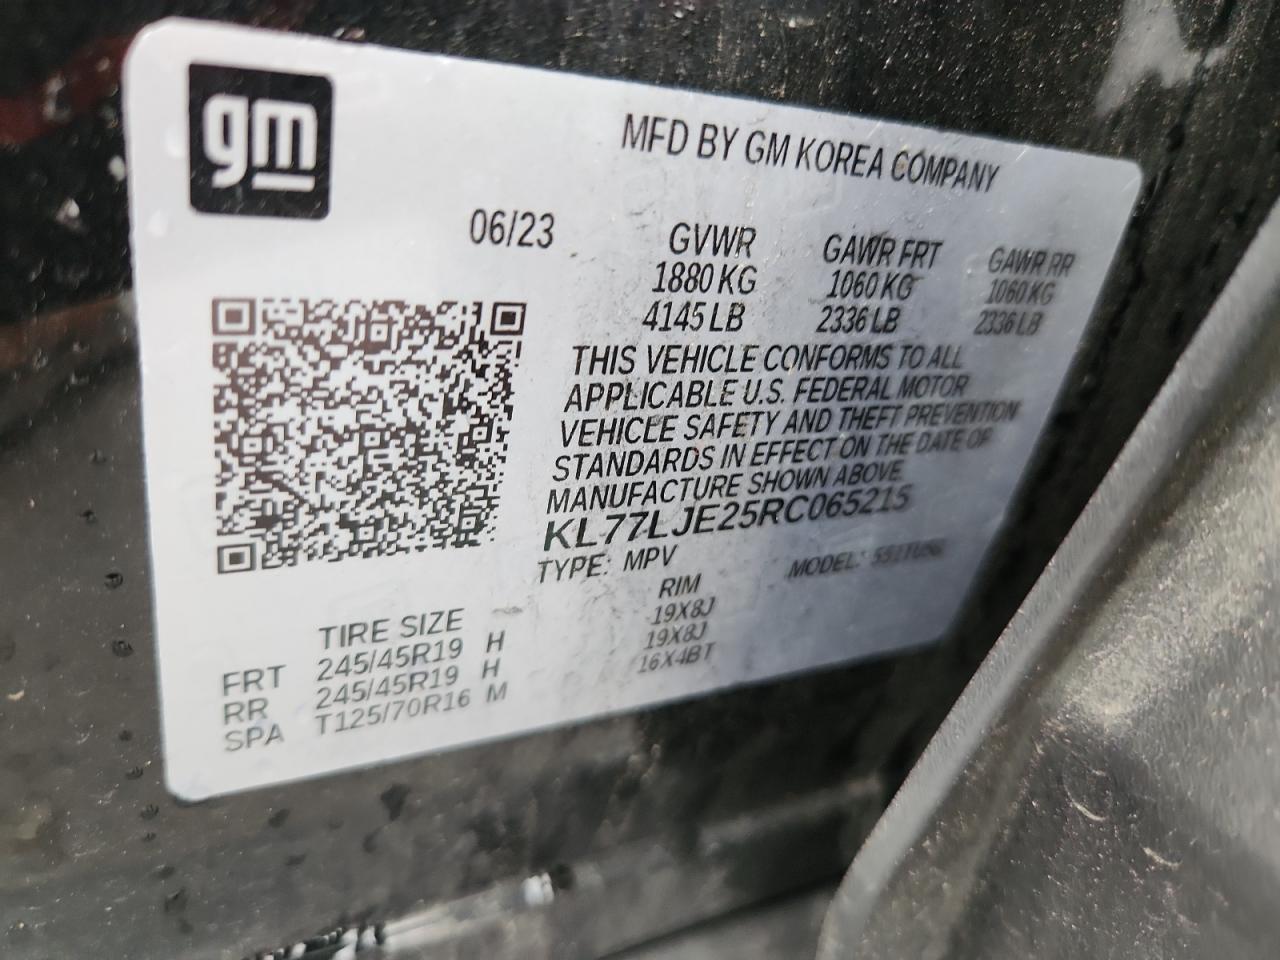 gm
MFD BY GM KOREA COMPANY
06/23
GVWR GAWR FRT GAWR RR
1880 KG 1060 KG 1060 KG
4145 LB 2336 LB 2336 LB
THIS VEHICLE CONFORMS TO ALL
APPLICABLE U.S. FEDERAL MOTOR
VEHICLE SAFETY AND THEFT PREVENTION
STANDARDS IN EFFECT ON THE DATE OF
MANUFACTURE SHOWN ABOVE
KL77LJE25RC065215
TYPE: MPV MODEL:
TIRE SIZE RIM
FRT 245/45R19 H 19X8J
RR 245/45R19 H 19X8J
SPA T125/70R16 M 16X4BT